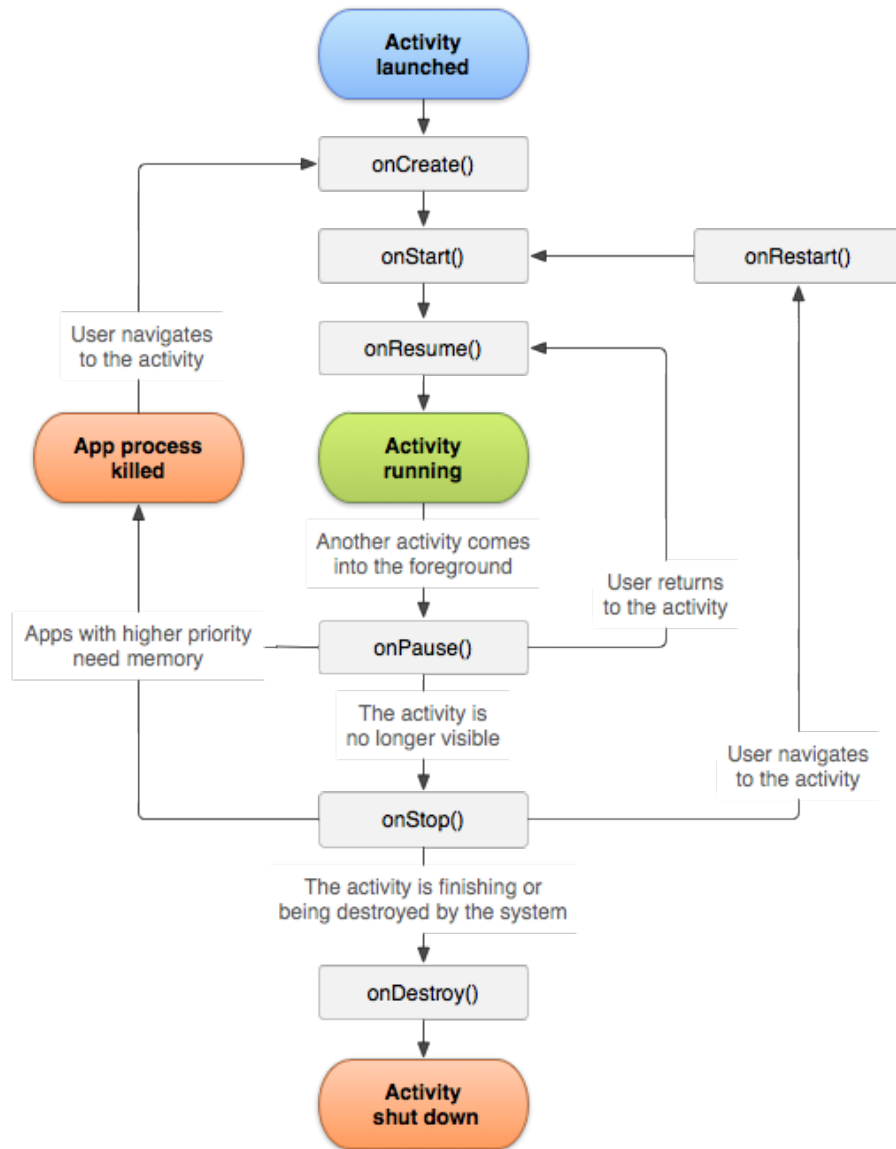 Activity
launched
onCreate()
onStart()
onRestart()
User navigates
to the activity
onResume()
App process
killed
Activity
running
Another activity comes
into the foreground
User returns
to the activity
Apps with higher priority
need memory
onPause()
The activity is
no longer visible
User navigates
to the activity
onStop()
The activity is finishing or
being destroyed by the system
onDestroy()
Activity
shut down